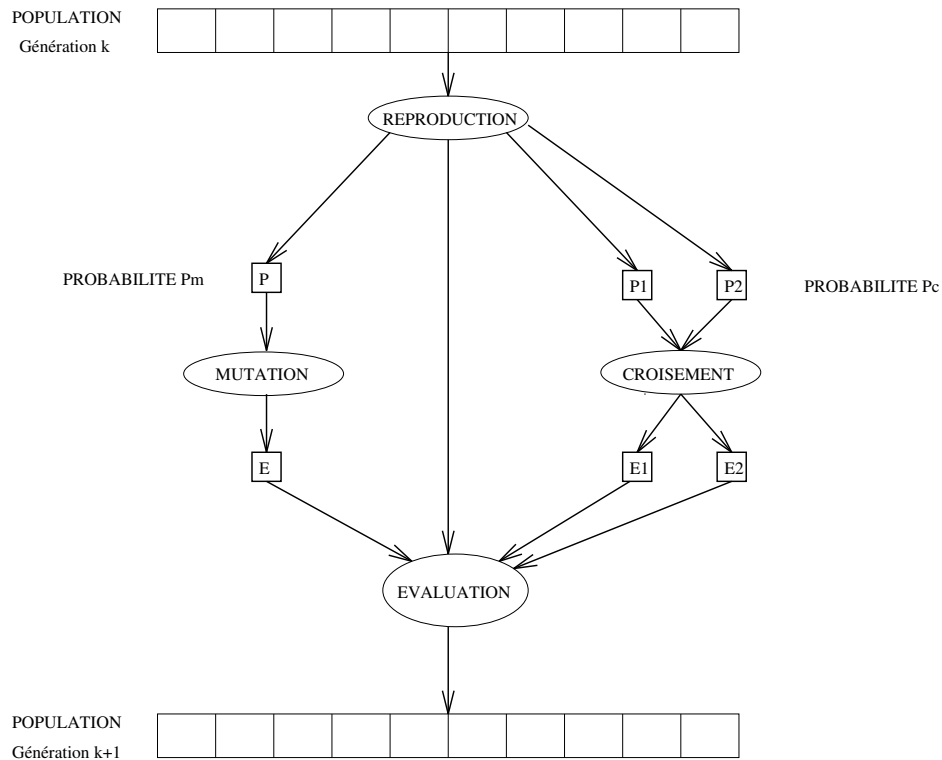 POPULATION
Génération k
REPRODUCTION
PROBABILITE Pm
P
P1
P2
PROBABILITE Pc
MUTATION
CROISEMENT
E
E1
E2
EVALUATION
POPULATION
Génération k+1